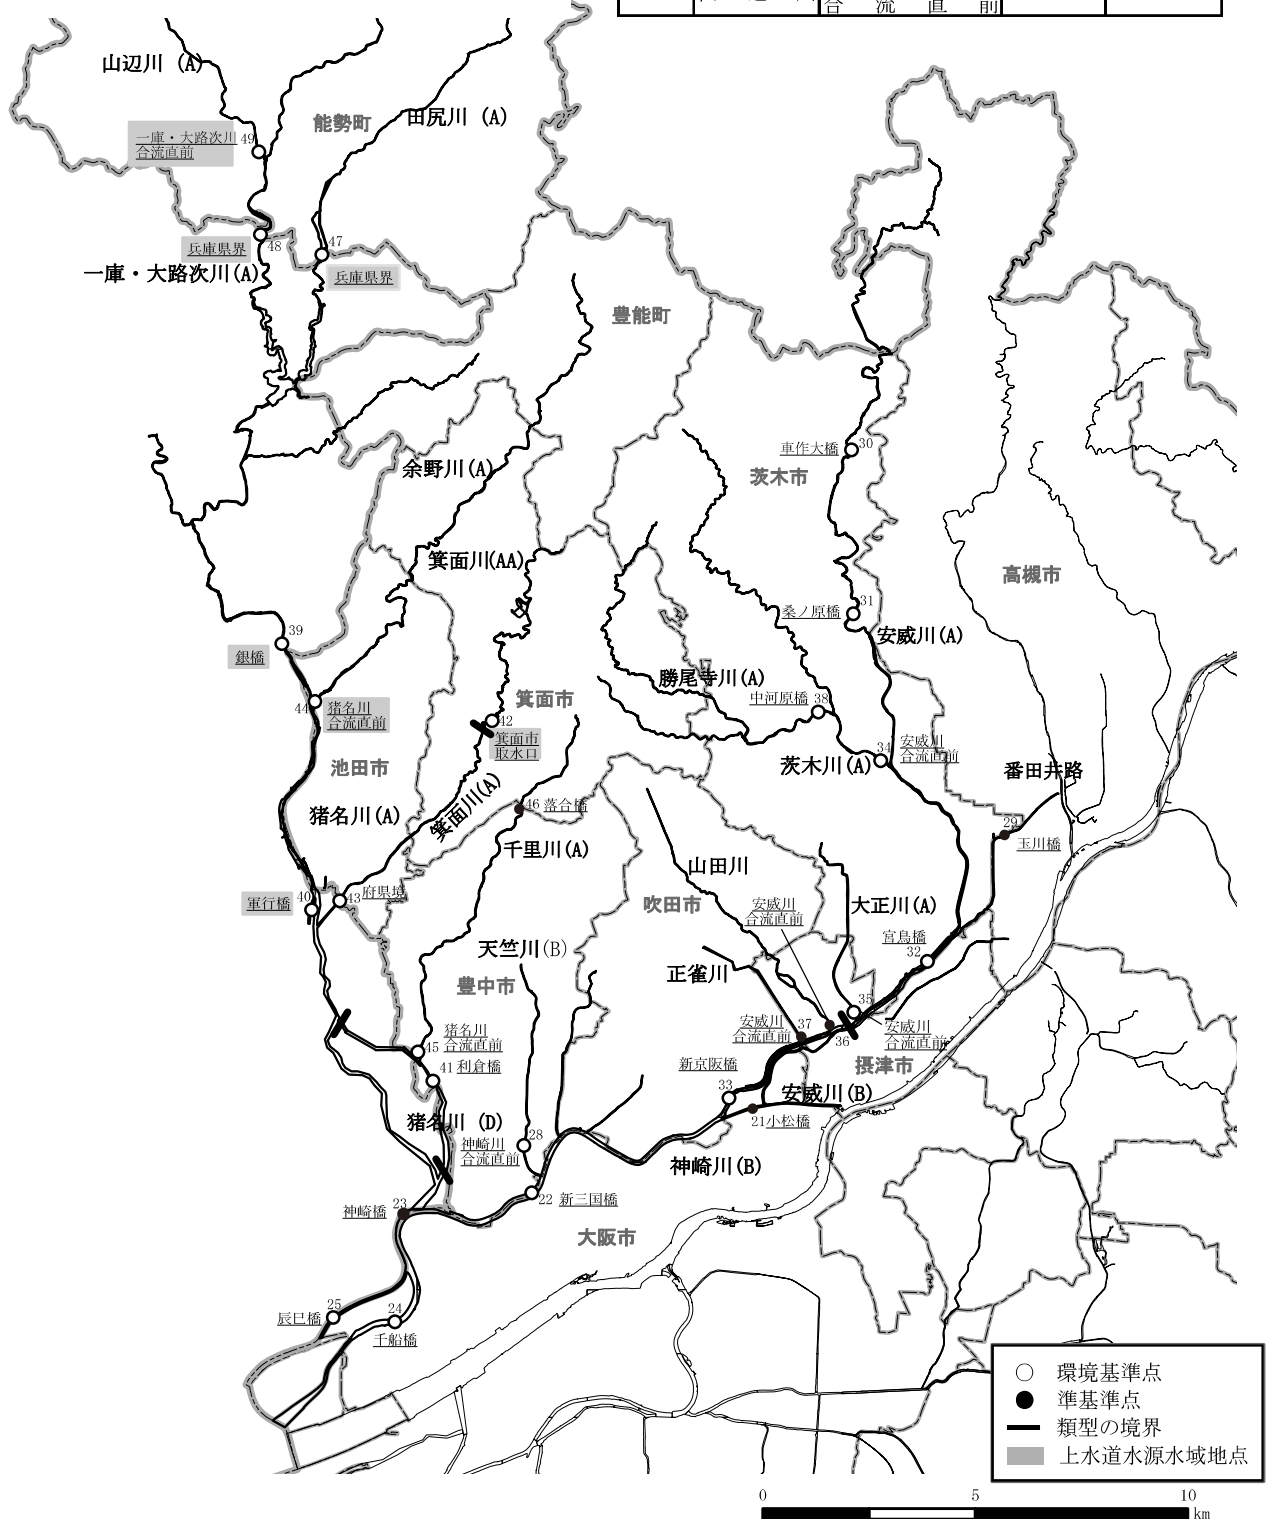 合流直前
山辺川 (A)
能勢町
田尻川 (A)
一庫・大路次川
合流直前
49
兵庫県界
48
47
兵庫県界
一庫・大路次川(A)
豊能町
車作大橋
30
余野川(A)
茨木市
箕面川(AA)
高槻市
桑ノ原橋
31
安威川(A)
39
銀橋
勝尾寺川(A)
中河原橋
38
44
猪名川
合流直前
箕面市
42
箕面市
取水口
34
安威川
合流直前
池田市
茨木川(A)
番田井路
猪名川(A)
箕面川(A)
46 落合橋
29
玉川橋
千里川(A)
山田川
軍行橋
40
43
府県境
吹田市
安威川
合流直前
大正川(A)
宮鳥橋
32
天竺川(B)
正雀川
豊中市
35
安威川
合流直前
安威川
合流直前
37
36
猪名川
合流直前
45
新京阪橋
摂津市
41 利倉橋
33
安威川(B)
21小松橋
猪名川 (D)
神崎川
合流直前
28
神崎川(B)
22 新三国橋
神崎橋
23
大阪市
辰巳橋
25
24
千船橋
環境基準点
準基準点
類型の境界
上水道水源水域地点
0
5
10
km